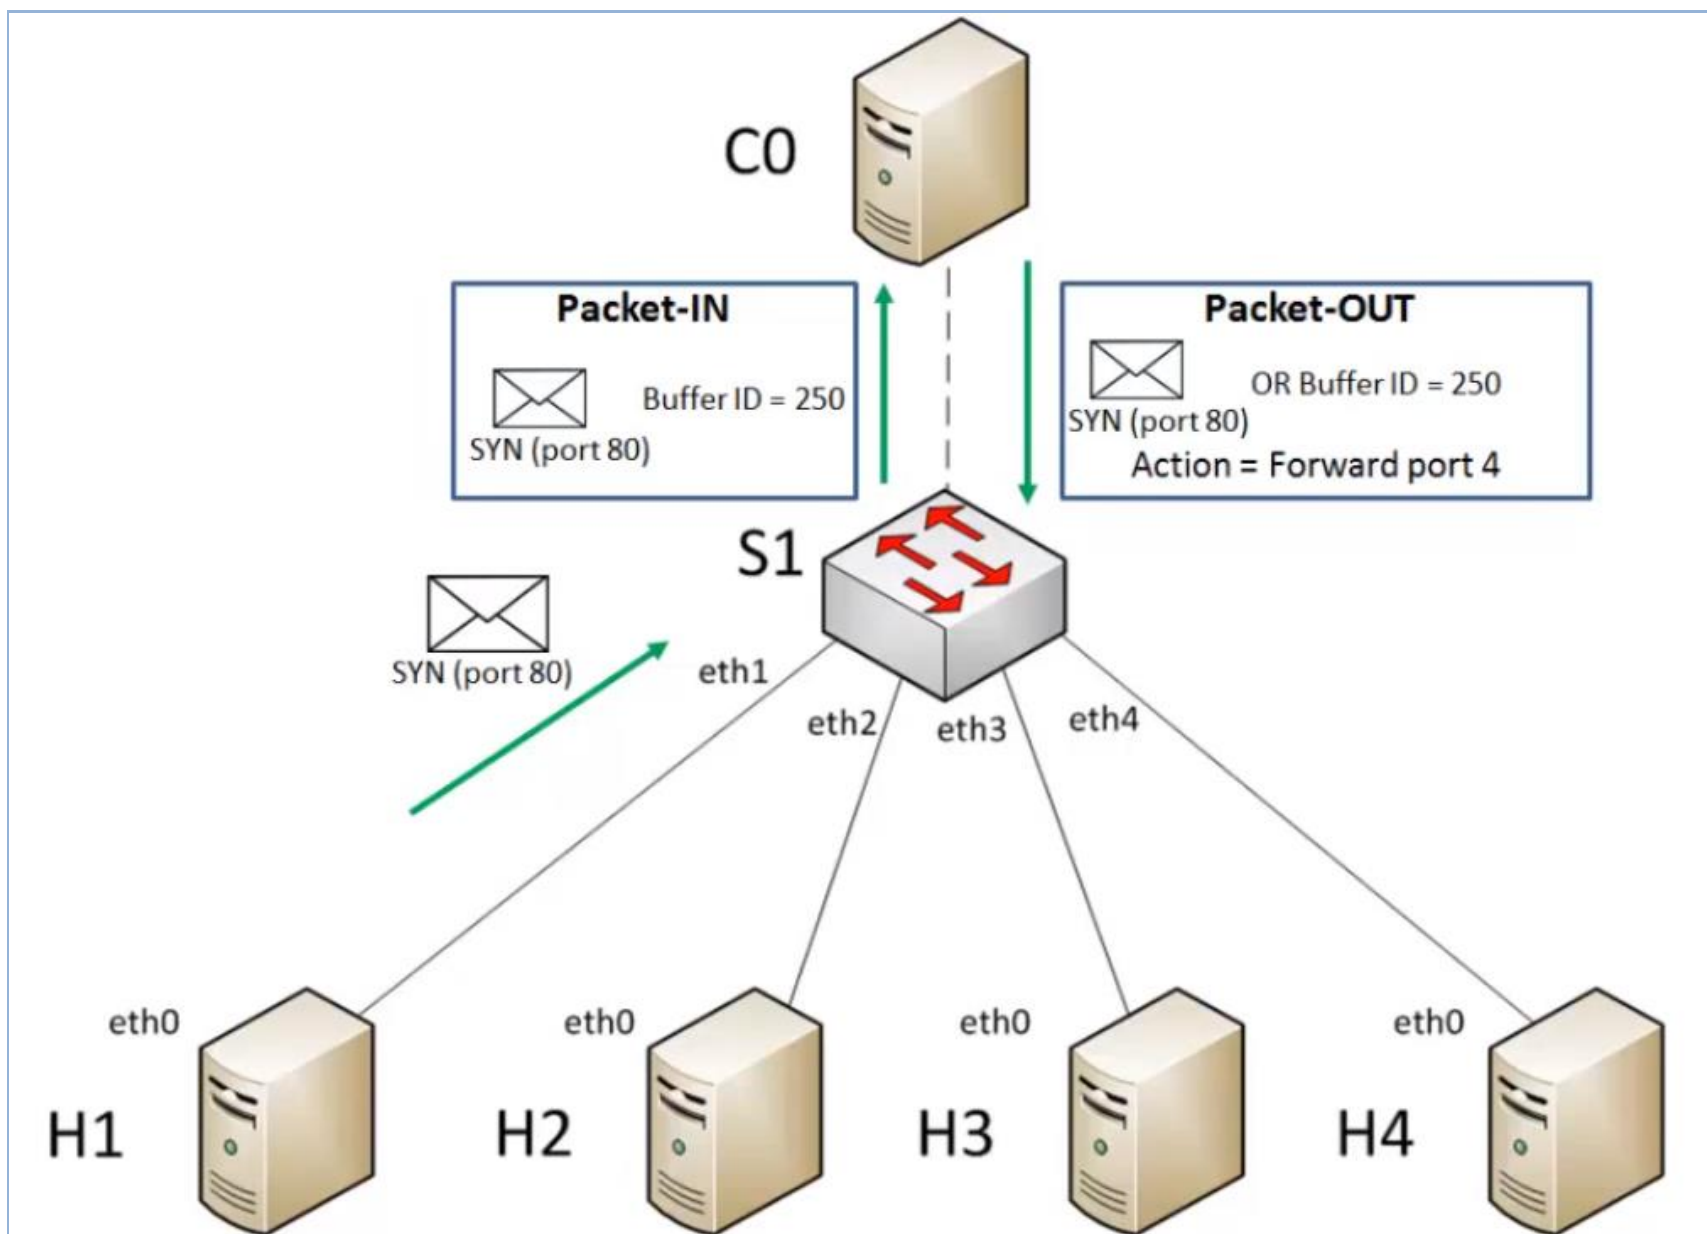 C0
Packet-IN
Buffer ID = 250
SYN (port 80)
Packet-OUT
OR Buffer ID = 250
SYN (port 80)
Action = Forward port 4
S1
SYN (port 80)
eth1
eth2
eth3
eth4
eth0
eth0
eth0
eth0
H1
H2
H3
H4